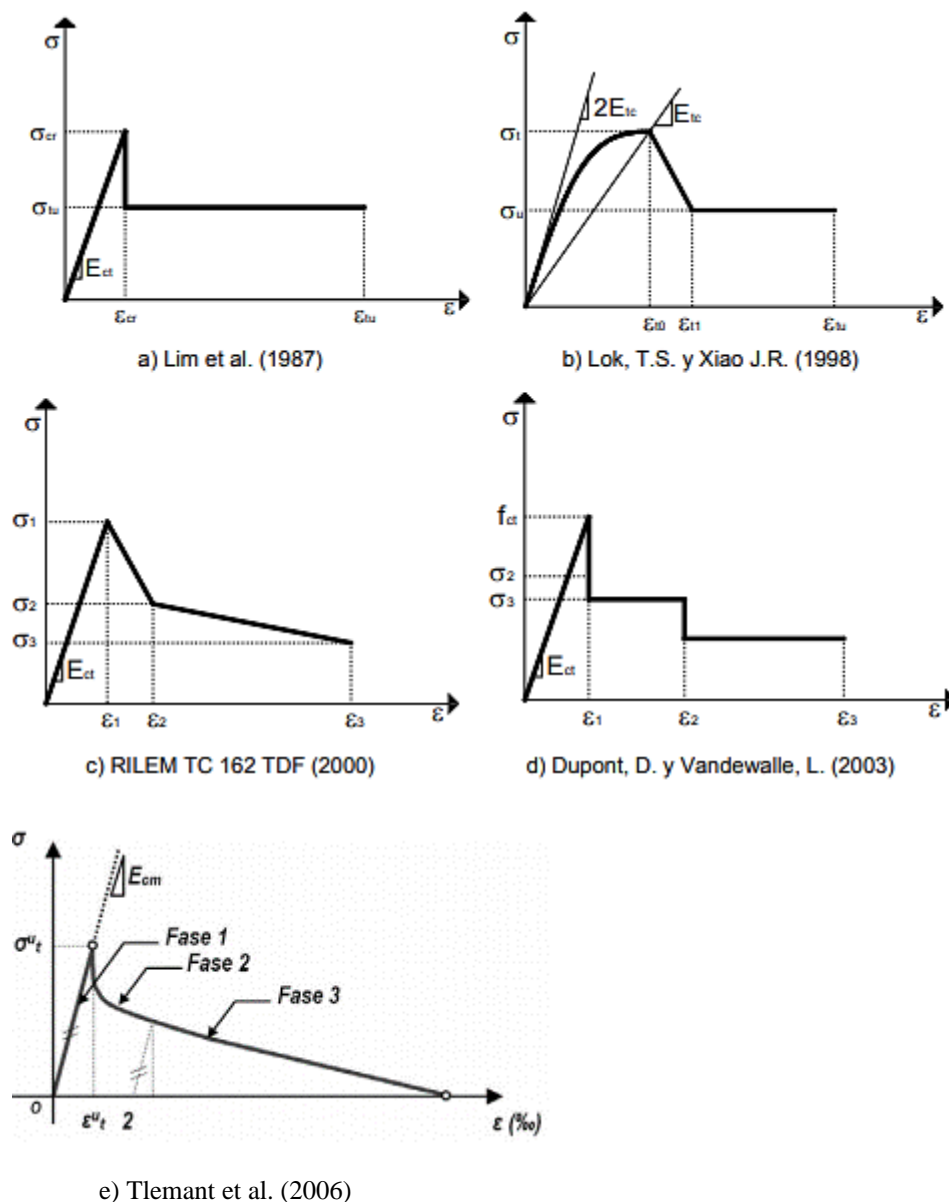 σ
σcr
σtu
Ect
εcr
εtu
ε
a) Lim et al. (1987)
σ
2Etc
Etc
σt
σu
εt0
εt1
εtu
ε
b) Lok, T.S. y Xiao J.R. (1998)
σ
σ1
σ2
σ3
Ect
ε1
ε2
ε3
ε
c) RILEM TC 162 TDF (2000)
σ
fct
σ2
σ3
Ect
ε1
ε2
ε3
ε
d) Dupont, D. y Vandewalle, L. (2003)
σ
Ecm
σut
Fase 1
Fase 2
Fase 3
o
εut 2
ε (‰)
e) Tlemant et al. (2006)